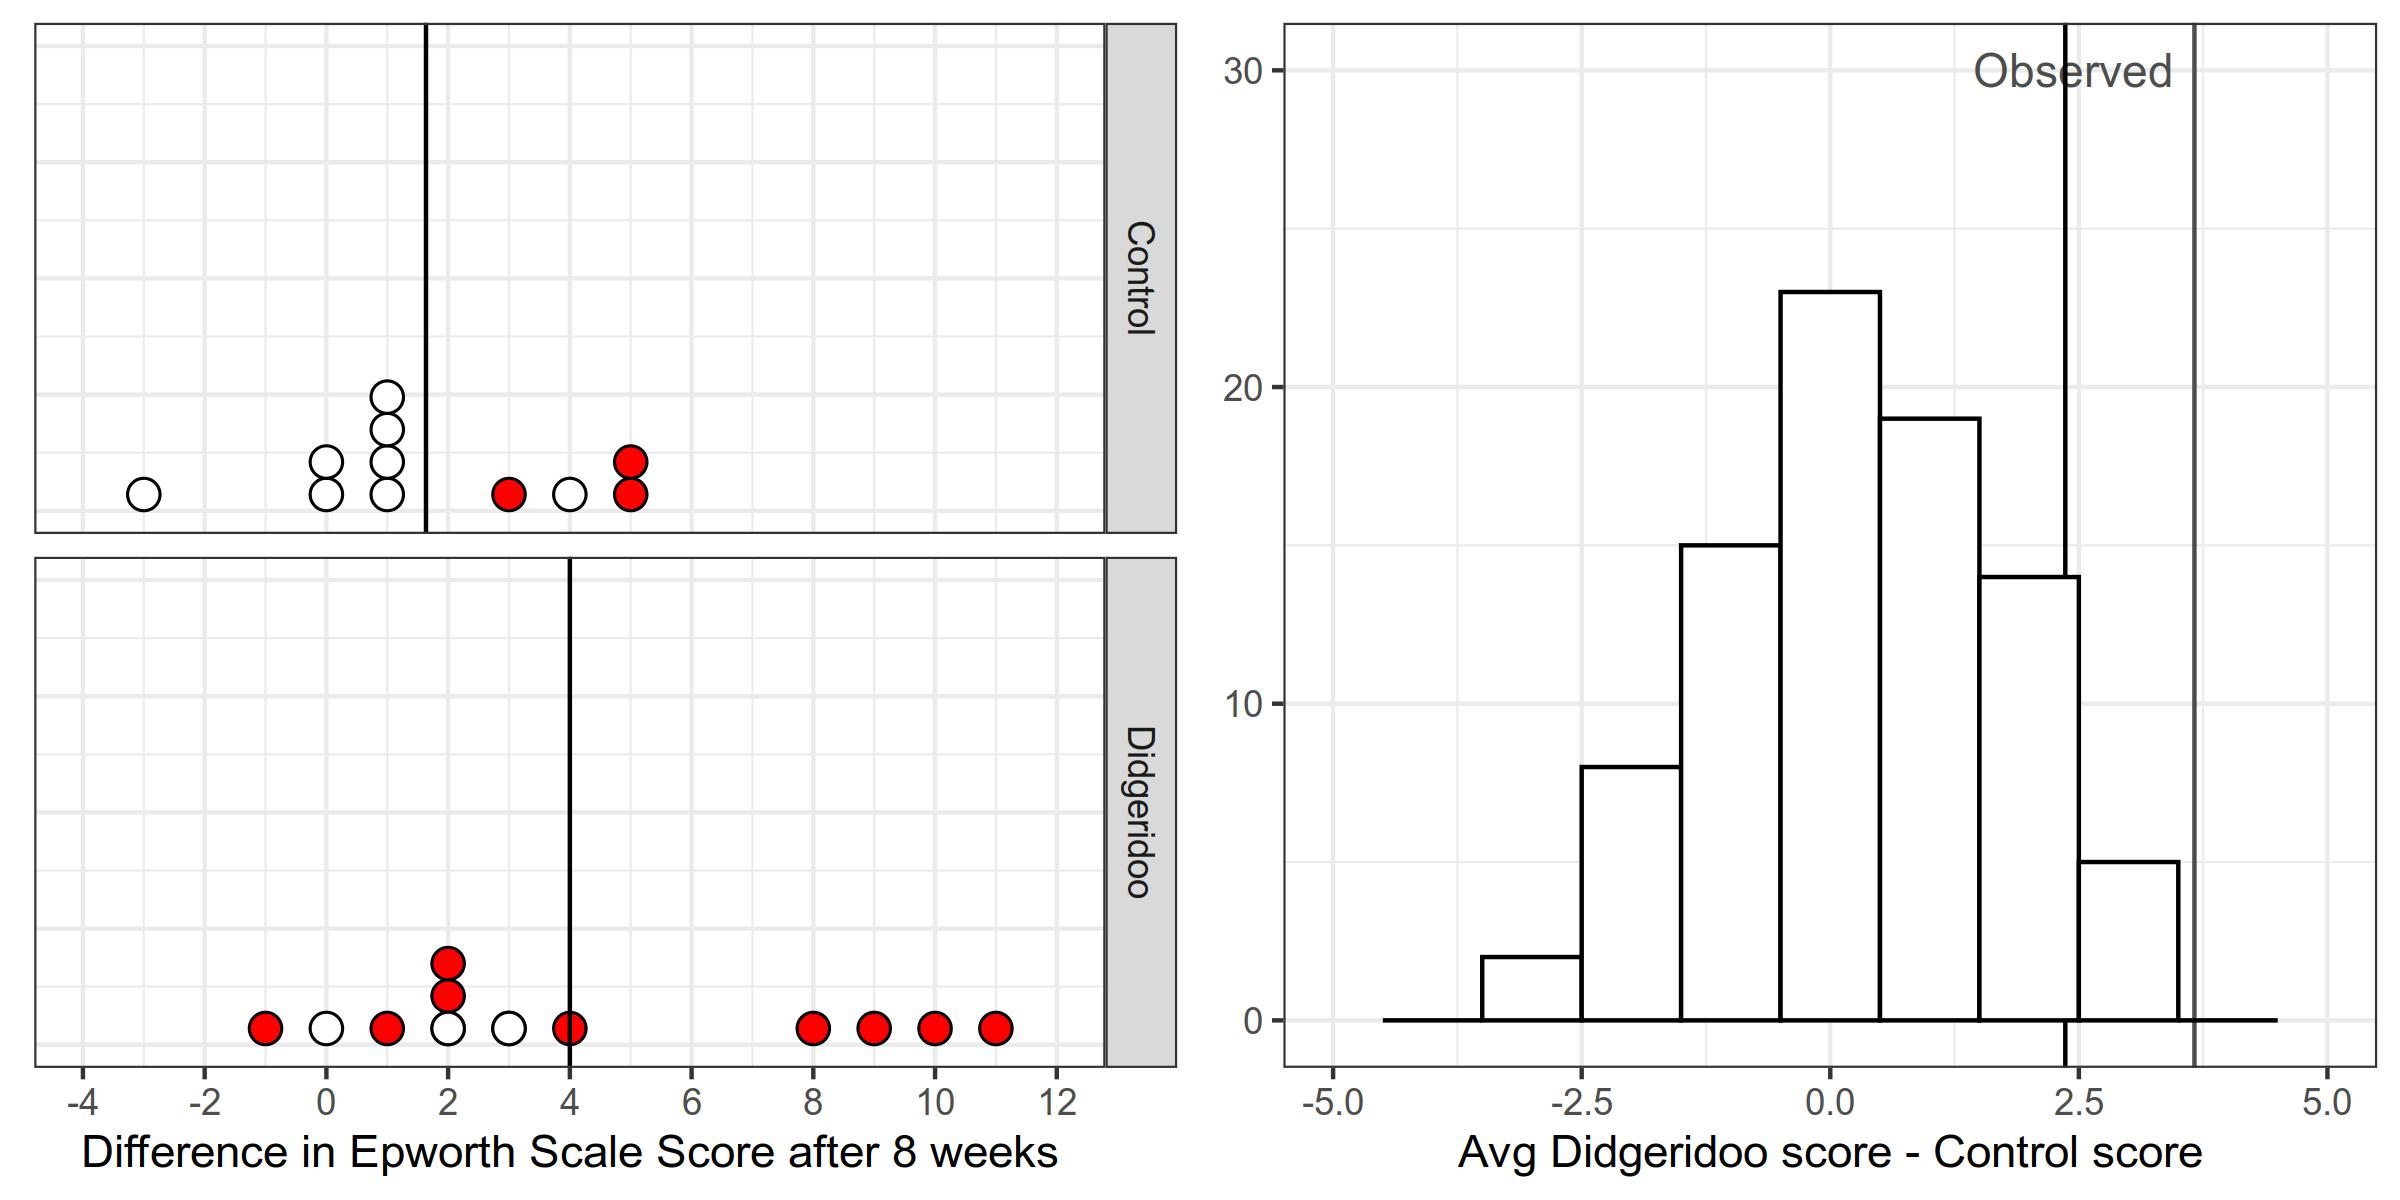 Control
Didgeridoo
-4 -2 0 2 4 6 8 10 12
Difference in Epworth Scale Score after 8 weeks
Observed
30
20
10
0
-5.0 -2.5 0.0 2.5 5.0
Avg Didgeridoo score - Control score